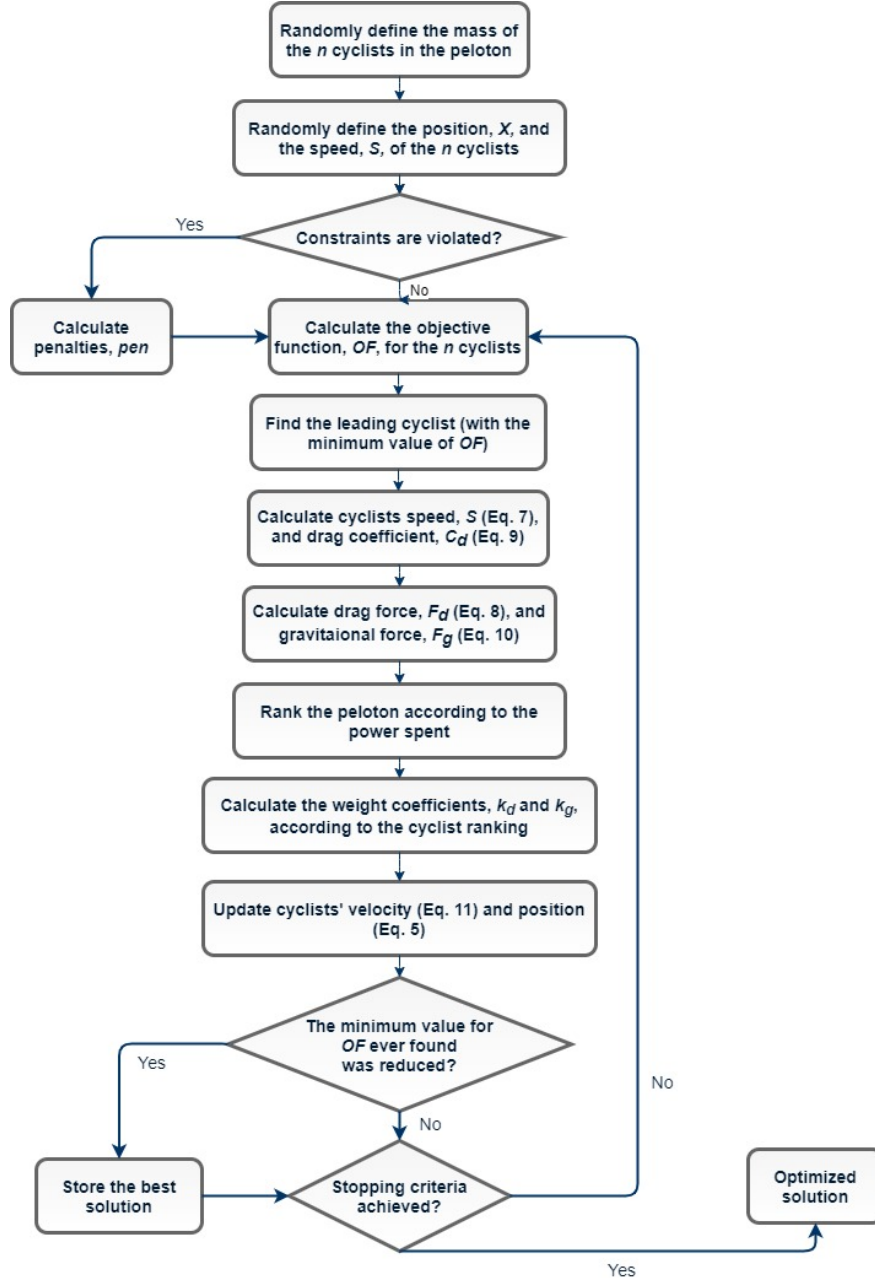 Randomly define the mass of
the n cyclists in the peloton
Randomly define the position, X, and
the speed, S, of the n cyclists
Yes
Constraints are violated?
No
Calculate
penalties, pen
Calculate the objective
function, OF, for the n cyclists
Find the leading cyclist (with the
minimum value of OF)
Calculate cyclists speed, S (Eq. 7),
and drag coefficient, Cd (Eq. 9)
Calculate drag force, Fd (Eq. 8), and
gravitaional force, Fg (Eq. 10)
Rank the peloton according to the
power spent
Calculate the weight coefficients, kd and kg,
according to the cyclist ranking
Update cyclists' velocity (Eq. 11) and position
(Eq. 5)
The minimum value for
OF ever found
was reduced?
Yes
No
No
Store the best
solution
Stopping criteria
achieved?
Optimized
solution
Yes